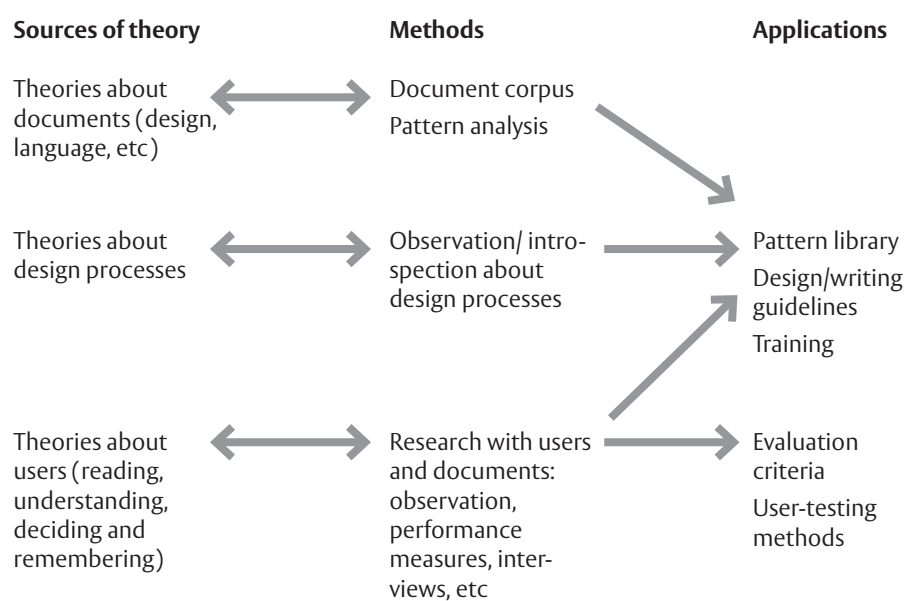 Sources of theory
Methods
Applications
Theories about
documents (design,
language, etc)
Document corpus
Pattern analysis
Theories about
design processes
Observation/ intro-
spection about
design processes
Pattern library
Design/writing
guidelines
Training
Theories about
users (reading,
understanding,
deciding and
remembering)
Research with users
and documents:
observation,
performance
measures, inter-
views, etc
Evaluation
criteria
User-testing
methods